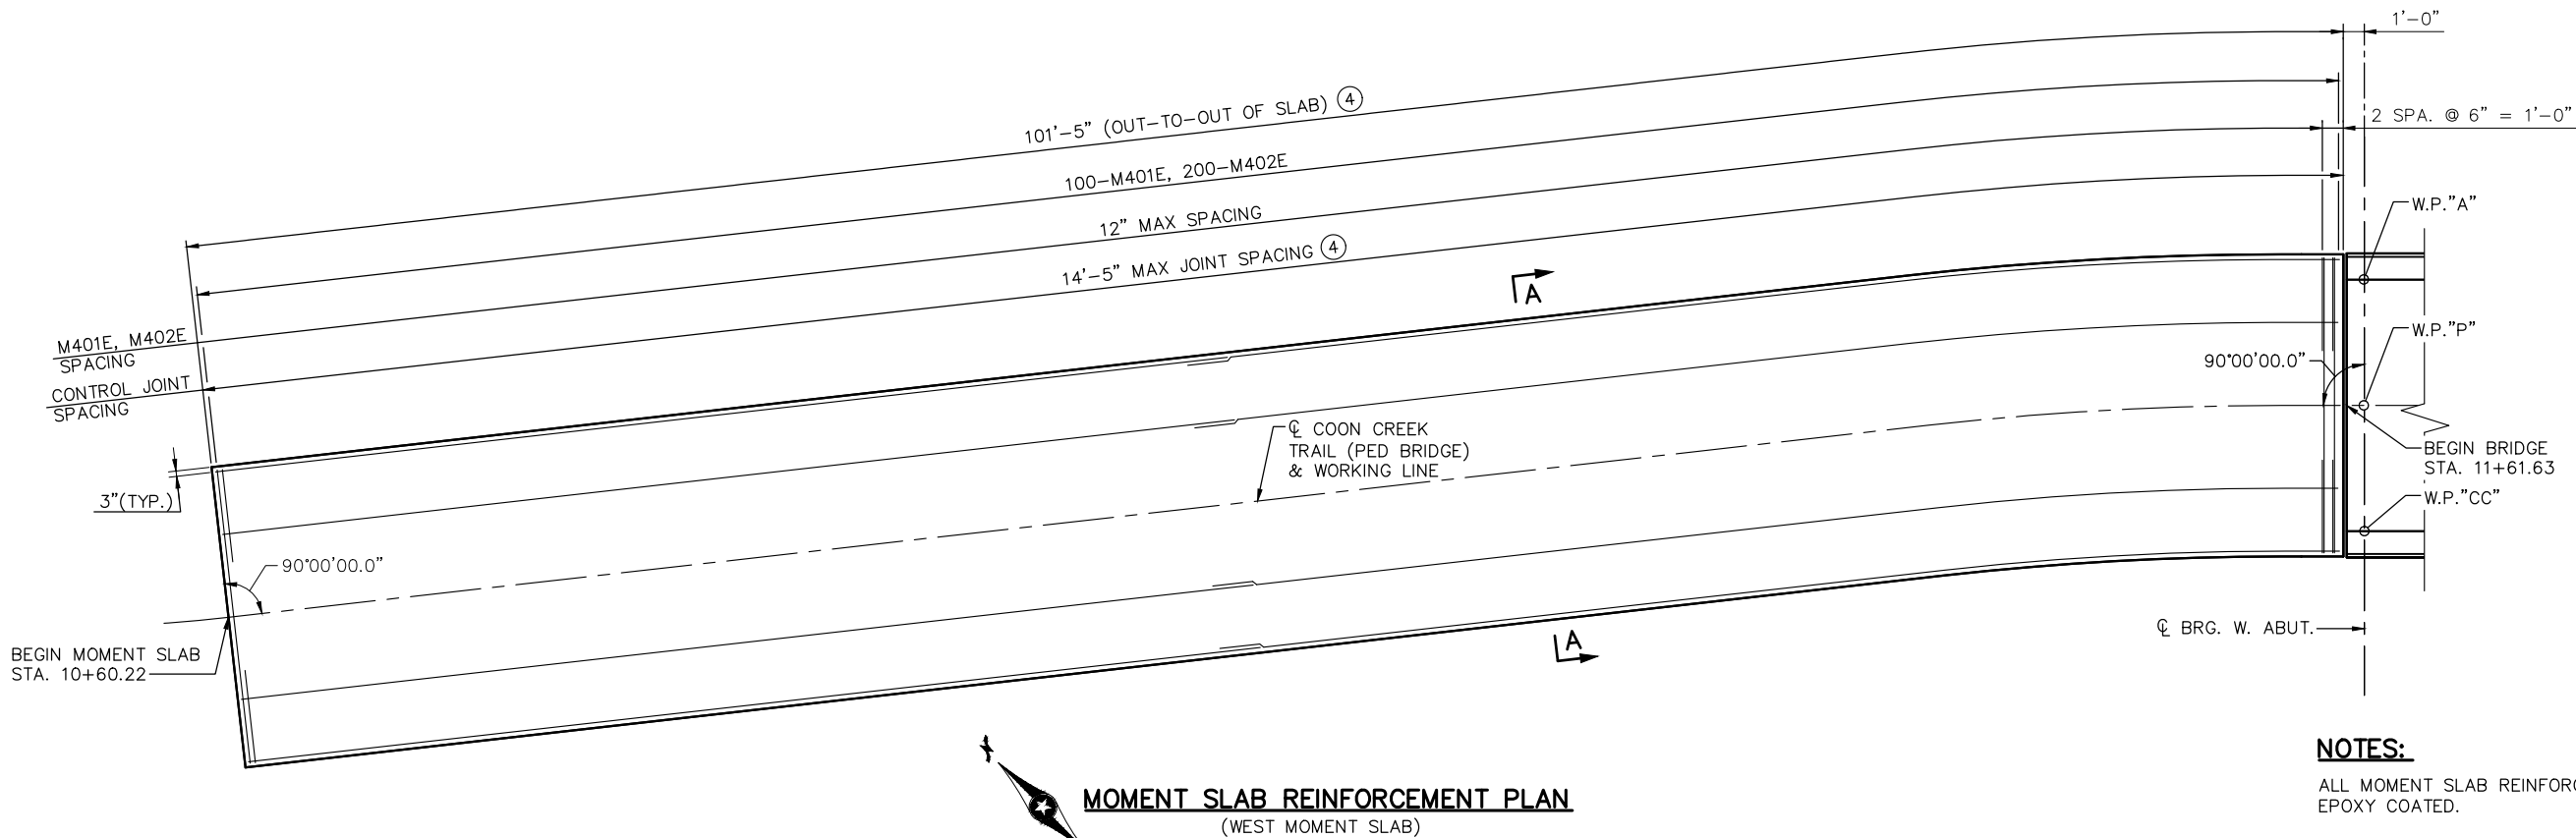 1'-0"
101'-5" (OUT-TO-OUT OF SLAB) 4
2 SPA. @ 6" = 1'-0"
100-M401E, 200-M402E
12" MAX SPACING
14'-5" MAX JOINT SPACING 4
W.P."A"
A
M401E, M402E
SPACING
CONTROL JOINT
SPACING
W.P."P"
90°00'00.0"
℄ COON CREEK
TRAIL (PED BRIDGE)
& WORKING LINE
BEGIN BRIDGE
STA. 11+61.63
3"(TYP.)
W.P."CC"
90°00'00.0"
℄ BRG. W. ABUT.
A
BEGIN MOMENT SLAB
STA. 10+60.22
NOTES:
ALL MOMENT SLAB
EPOXY COATED.
MOMENT SLAB REINFORCEMENT PLAN
(WEST MOMENT SLAB)